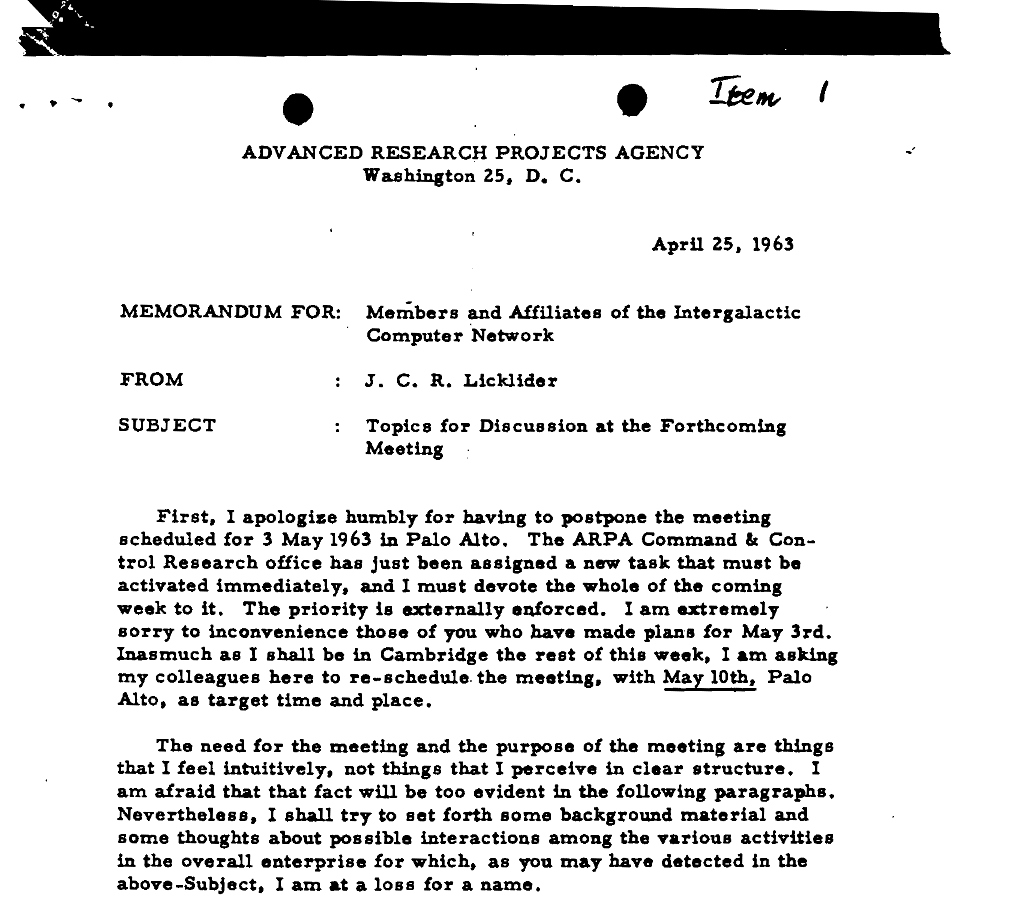 Item 1
ADVANCED RESEARCH PROJECTS AGENCY
Washington 25, D. C.
April 25, 1963
MEMORANDUM FOR: Members and Affiliates of the Intergalactic
Computer Network
FROM : J. C. R. Licklider
SUBJECT : Topics for Discussion at the Forthcoming
Meeting
First, I apologize humbly for having to postpone the meeting
scheduled for 3 May 1963 in Palo Alto. The ARPA Command & Con-
trol Research office has just been assigned a new task that must be
activated immediately, and I must devote the whole of the coming
week to it. The priority is externally enforced. I am extremely
sorry to inconvenience those of you who have made plans for May 3rd.
Inasmuch as I shall be in Cambridge the rest of this week, I am asking
my colleagues here to re-schedule the meeting, with May 10th, Palo
Alto, as target time and place.
The need for the meeting and the purpose of the meeting are things
that I feel intuitively, not things that I perceive in clear structure. I
am afraid that that fact will be too evident in the following paragraphs.
Nevertheless, I shall try to set forth some background material and
some thoughts about possible interactions among the various activities
in the overall enterprise for which, as you may have detected in the
above-Subject, I am at a loss for a name.